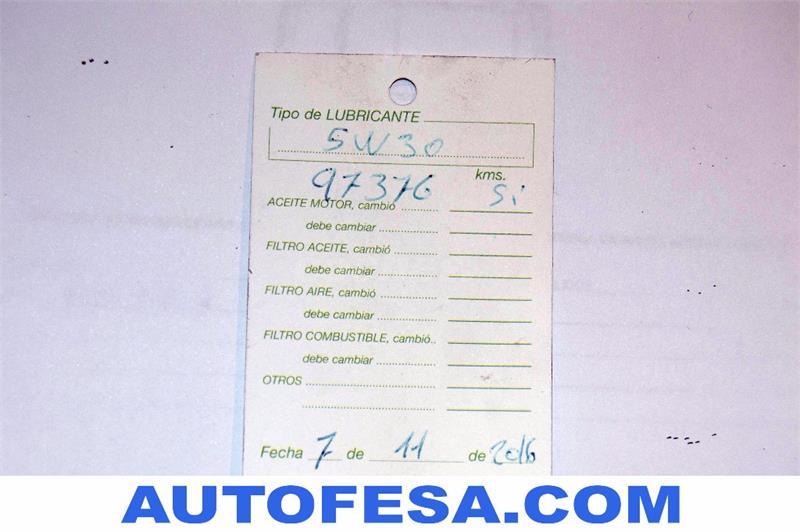 Tipo de LUBRICANTE
5W30
kms.
97376 Si
ACEITE MOTOR, cambió
debe cambiar
FILTRO ACEITE, cambió
debe cambiar
FILTRO AIRE, cambió
debe cambiar
FILTRO COMBUSTIBLE, cambió..
debe cambiar
OTROS
Fecha 7 de 11 de 2016
AUTOFESA.COM